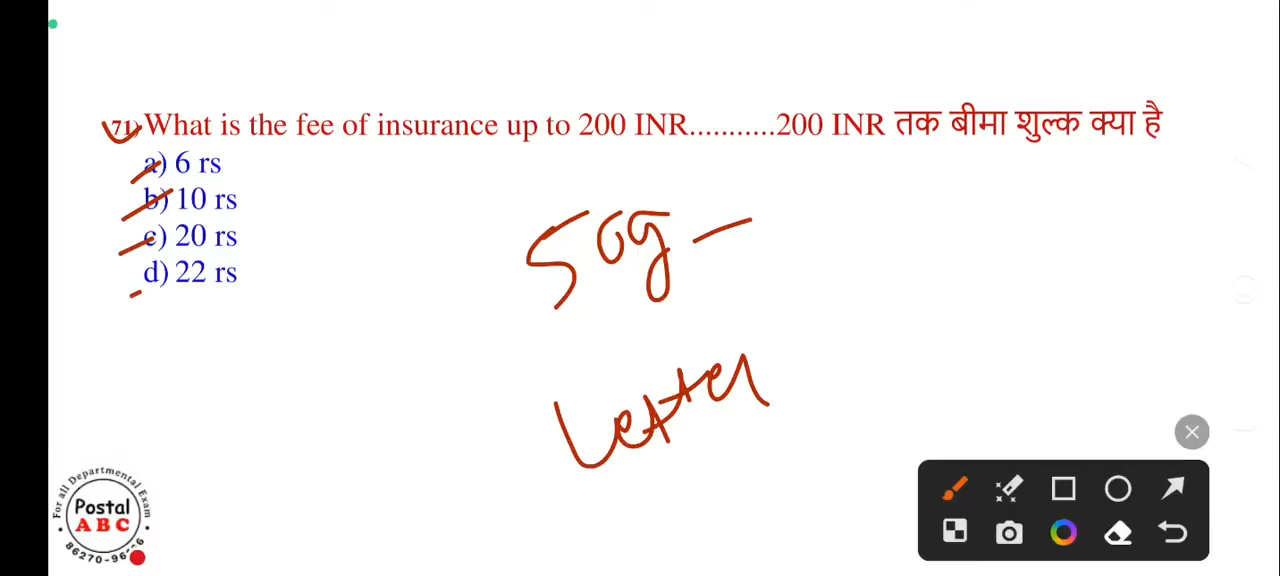 71) What is the fee of insurance up to 200 INR...........200 INR तक बीमा शुल्क क्या है
a) 6 rs
b) 10 rs
c) 20 rs
d) 22 rs
50g -
Letter
For all Departmental Exam
Postal
A B C